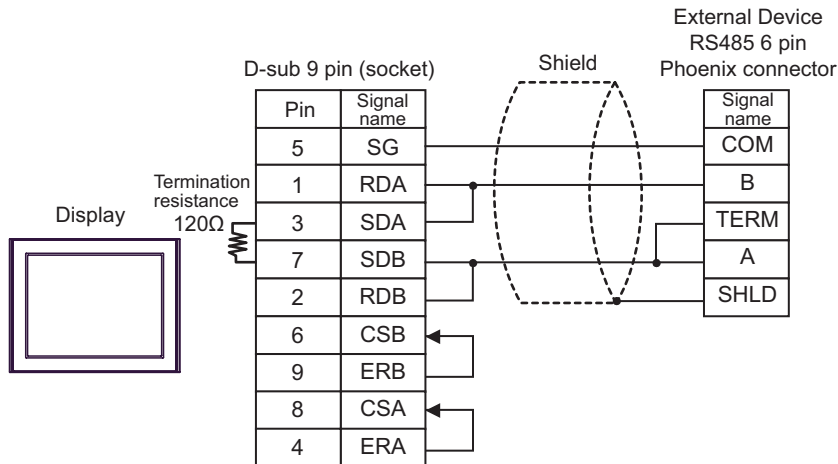 External Device
RS485 6 pin
Phoenix connector
D-sub 9 pin (socket)
Shield
Pin
Signal
name
Signal
name
5
SG
COM
1
RDA
B
Termination
resistance
120Ω
3
SDA
TERM
Display
7
SDB
A
2
RDB
SHLD
6
CSB
9
ERB
8
CSA
4
ERA